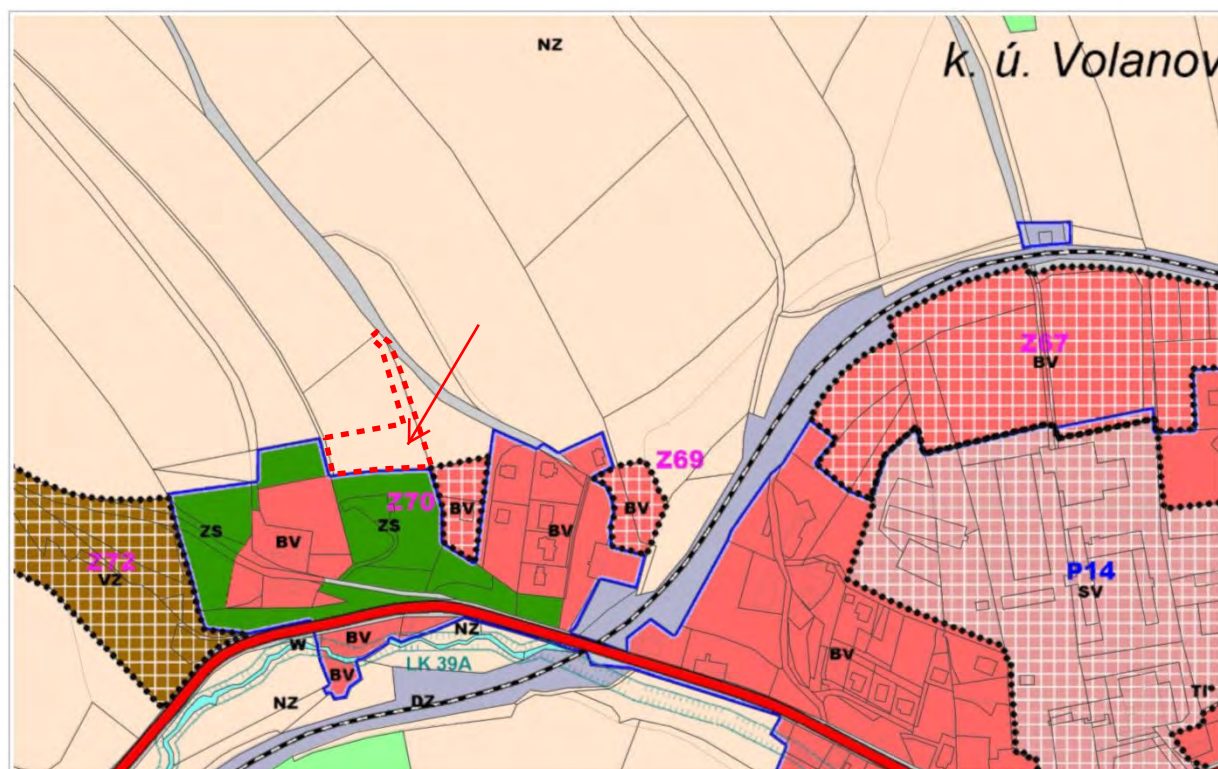 NZ
k. ú. Volanov
Z67
BV
Z69
BV
Z70
BV
BV
ZS
ZS
BV
Z72
VZ
P14
SV
BV
NZ
W
BV
LK 39A
BV
NZ
DZ
TI